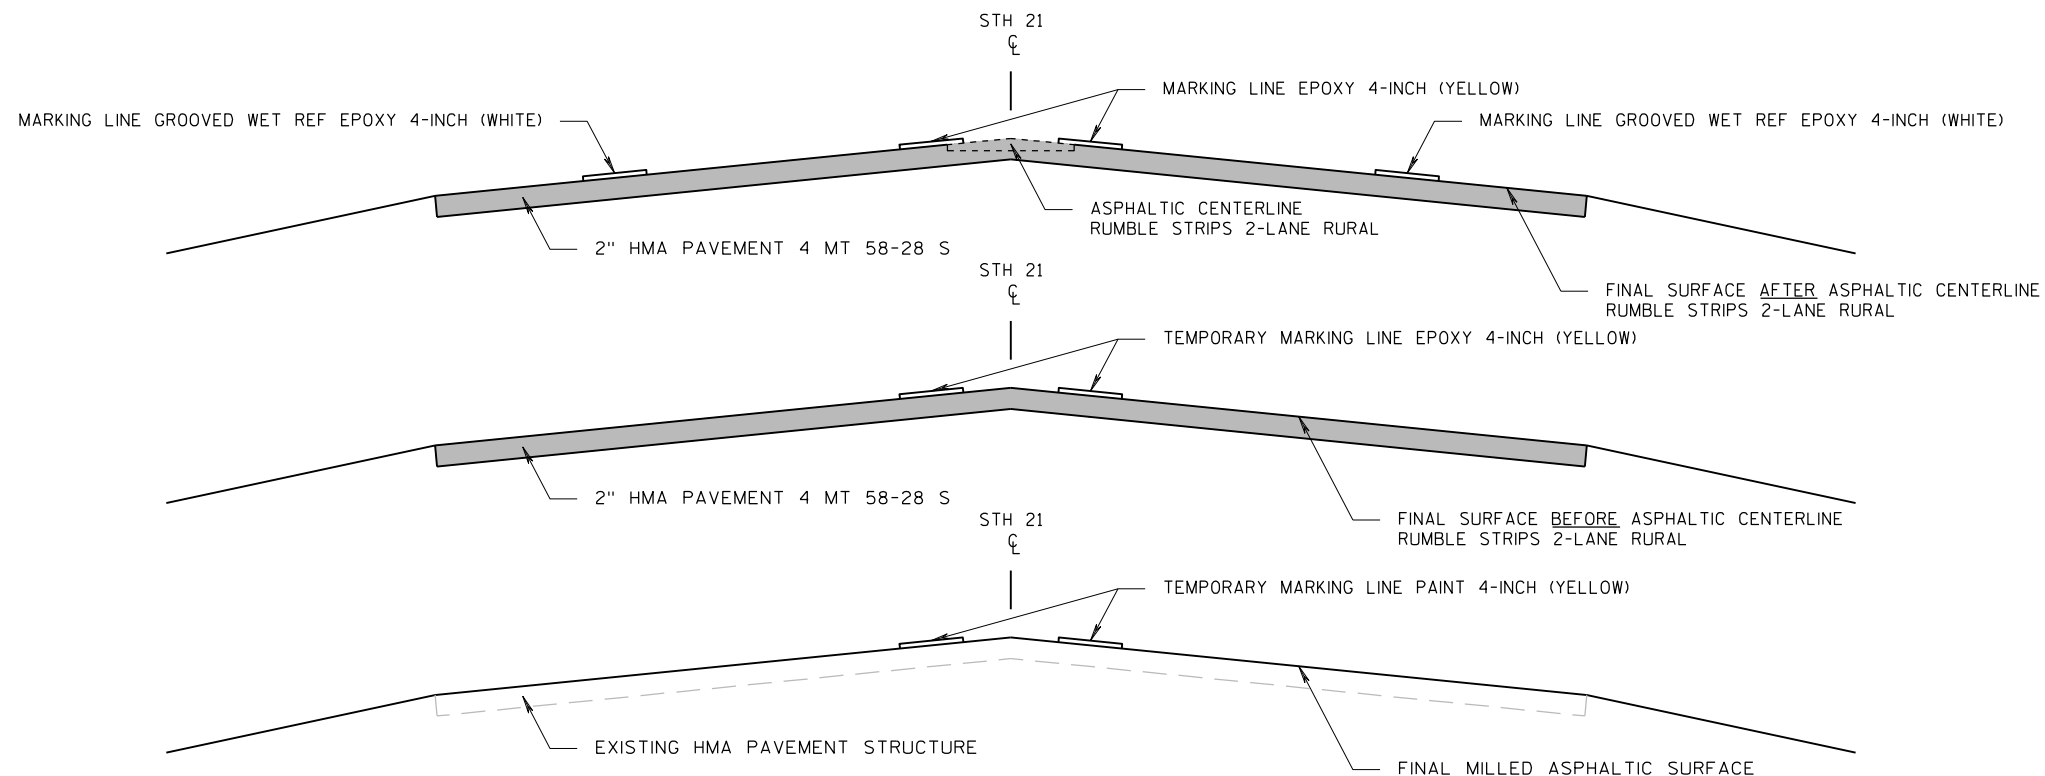 STH 21
℄
MARKING LINE EPOXY 4-INCH (YELLOW)
MARKING LINE GROOVED WET REF EPOXY 4-INCH (WHITE)
MARKING LINE GROOVED WET REF EPOXY 4-INCH (WHITE)
ASPHALTIC CENTERLINE
RUMBLE STRIPS 2-LANE RURAL
2" HMA PAVEMENT 4 MT 58-28 S
FINAL SURFACE AFTER ASPHALTIC CENTERLINE
RUMBLE STRIPS 2-LANE RURAL
STH 21
℄
TEMPORARY MARKING LINE EPOXY 4-INCH (YELLOW)
2" HMA PAVEMENT 4 MT 58-28 S
FINAL SURFACE BEFORE ASPHALTIC CENTERLINE
RUMBLE STRIPS 2-LANE RURAL
STH 21
℄
TEMPORARY MARKING LINE PAINT 4-INCH (YELLOW)
EXISTING HMA PAVEMENT STRUCTURE
FINAL MILLED ASPHALTIC SURFACE